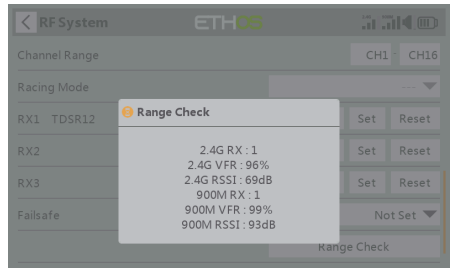 RF System
ETHOS
Channel Range CH1 - CH16
Racing Mode ---
RX1 TDSR12 Set Reset
Range Check
2.4G RX : 1
2.4G VFR : 96%
2.4G RSSI : 69dB
900M RX : 1
900M VFR : 99%
900M RSSI : 93dB
RX2 Set Reset
RX3 Set Reset
Failsafe Not Set
Range Check